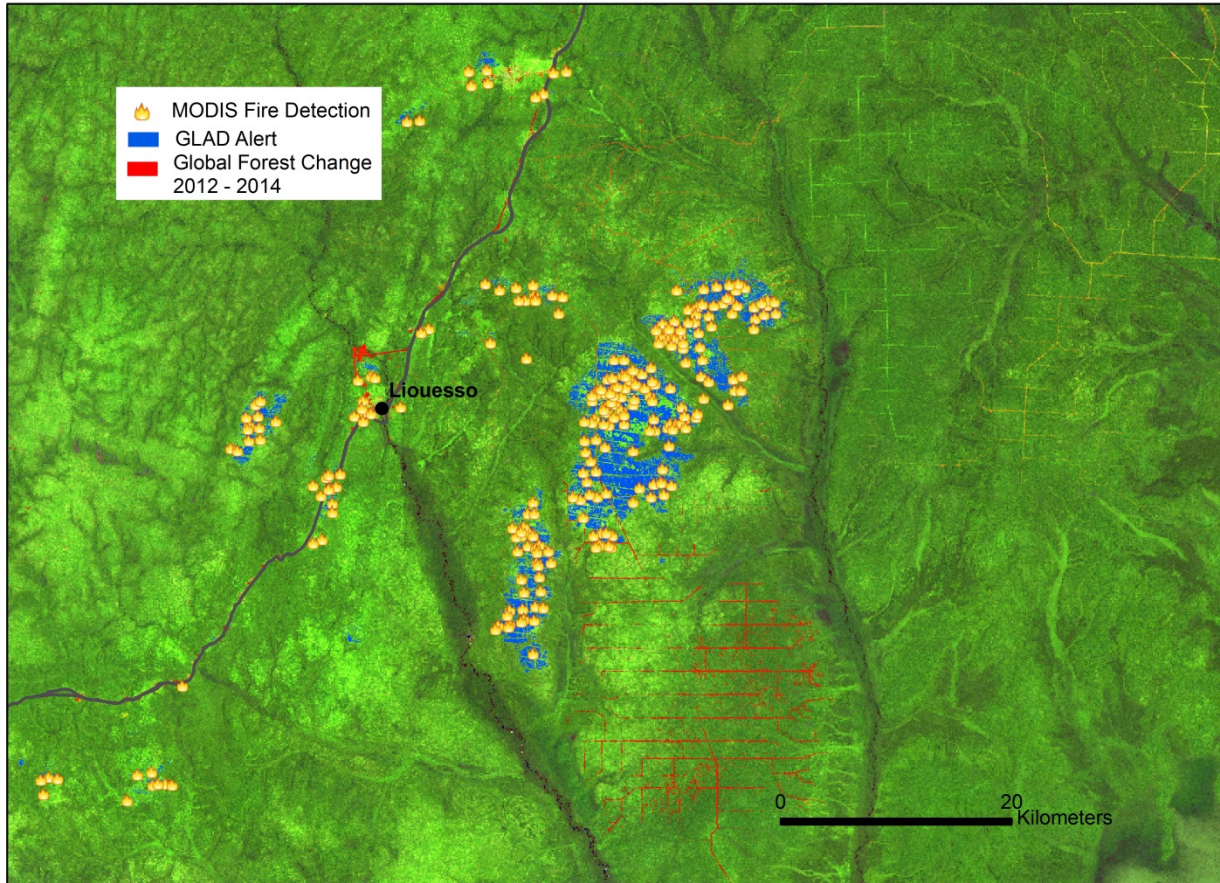 MODIS Fire Detection
GLAD Alert
Global Forest Change
2012 - 2014
Liouesso
0 20
Kilometers